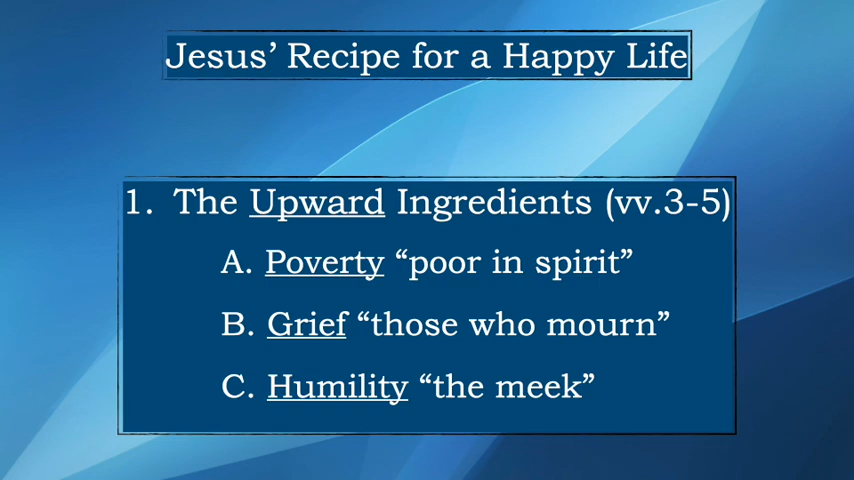 Jesus’ Recipe for a Happy Life
1. The Upward Ingredients (vv.3-5)
A. Poverty “poor in spirit”
B. Grief “those who mourn”
C. Humility “the meek”